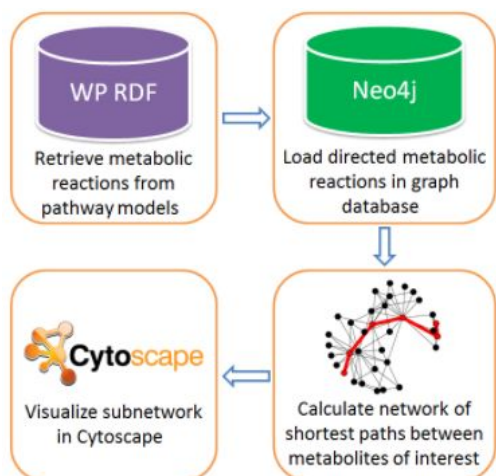 WP RDF
Retrieve metabolic
reactions from
pathway models
Neo4j
Load directed metabolic
reactions in graph
database
Cytoscape
Visualize subnetwork
in Cytoscape
Calculate network of
shortest paths between
metabolites of interest